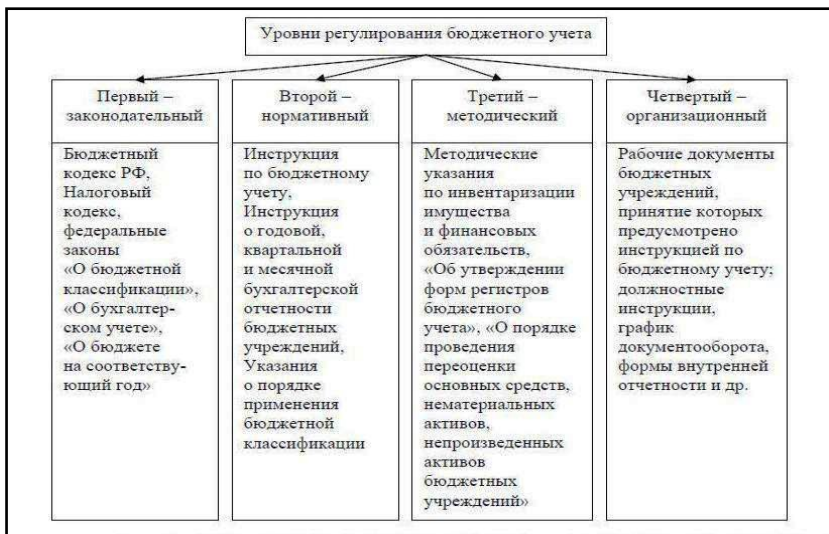 Уровни регулирования бюджетного учета
Первый –
законодательный
Бюджетный
кодекс РФ,
Налоговый
кодекс,
федеральные
законы
«О бюджетной
классификации»,
«О бухгалтер-
ском учете»,
«О бюджете
на соответству-
ющий год»
Второй –
нормативный
Инструкция
по бюджетному
учету,
Инструкция
о годовой,
квартальной
и месячной
бухгалтерской
отчетности
бюджетных
учреждений,
Указания
о порядке
применения
бюджетной
классификации
Третий –
методический
Методические
указания
по инвентаризации
имущества
и финансовых
обязательств,
«Об утверждении
форм регистров
бюджетного
учета», «О порядке
проведения
переоценки
основных средств,
нематериальных
активов,
непроизведенных
активов
бюджетных
учреждений»
Четвертый –
организационный
Рабочие документы
бюджетных
учреждений,
принятие которых
предусмотрено
инструкцией по
бюджетному учету;
должностные
инструкции,
график
документооборота,
формы внутренней
отчетности и др.